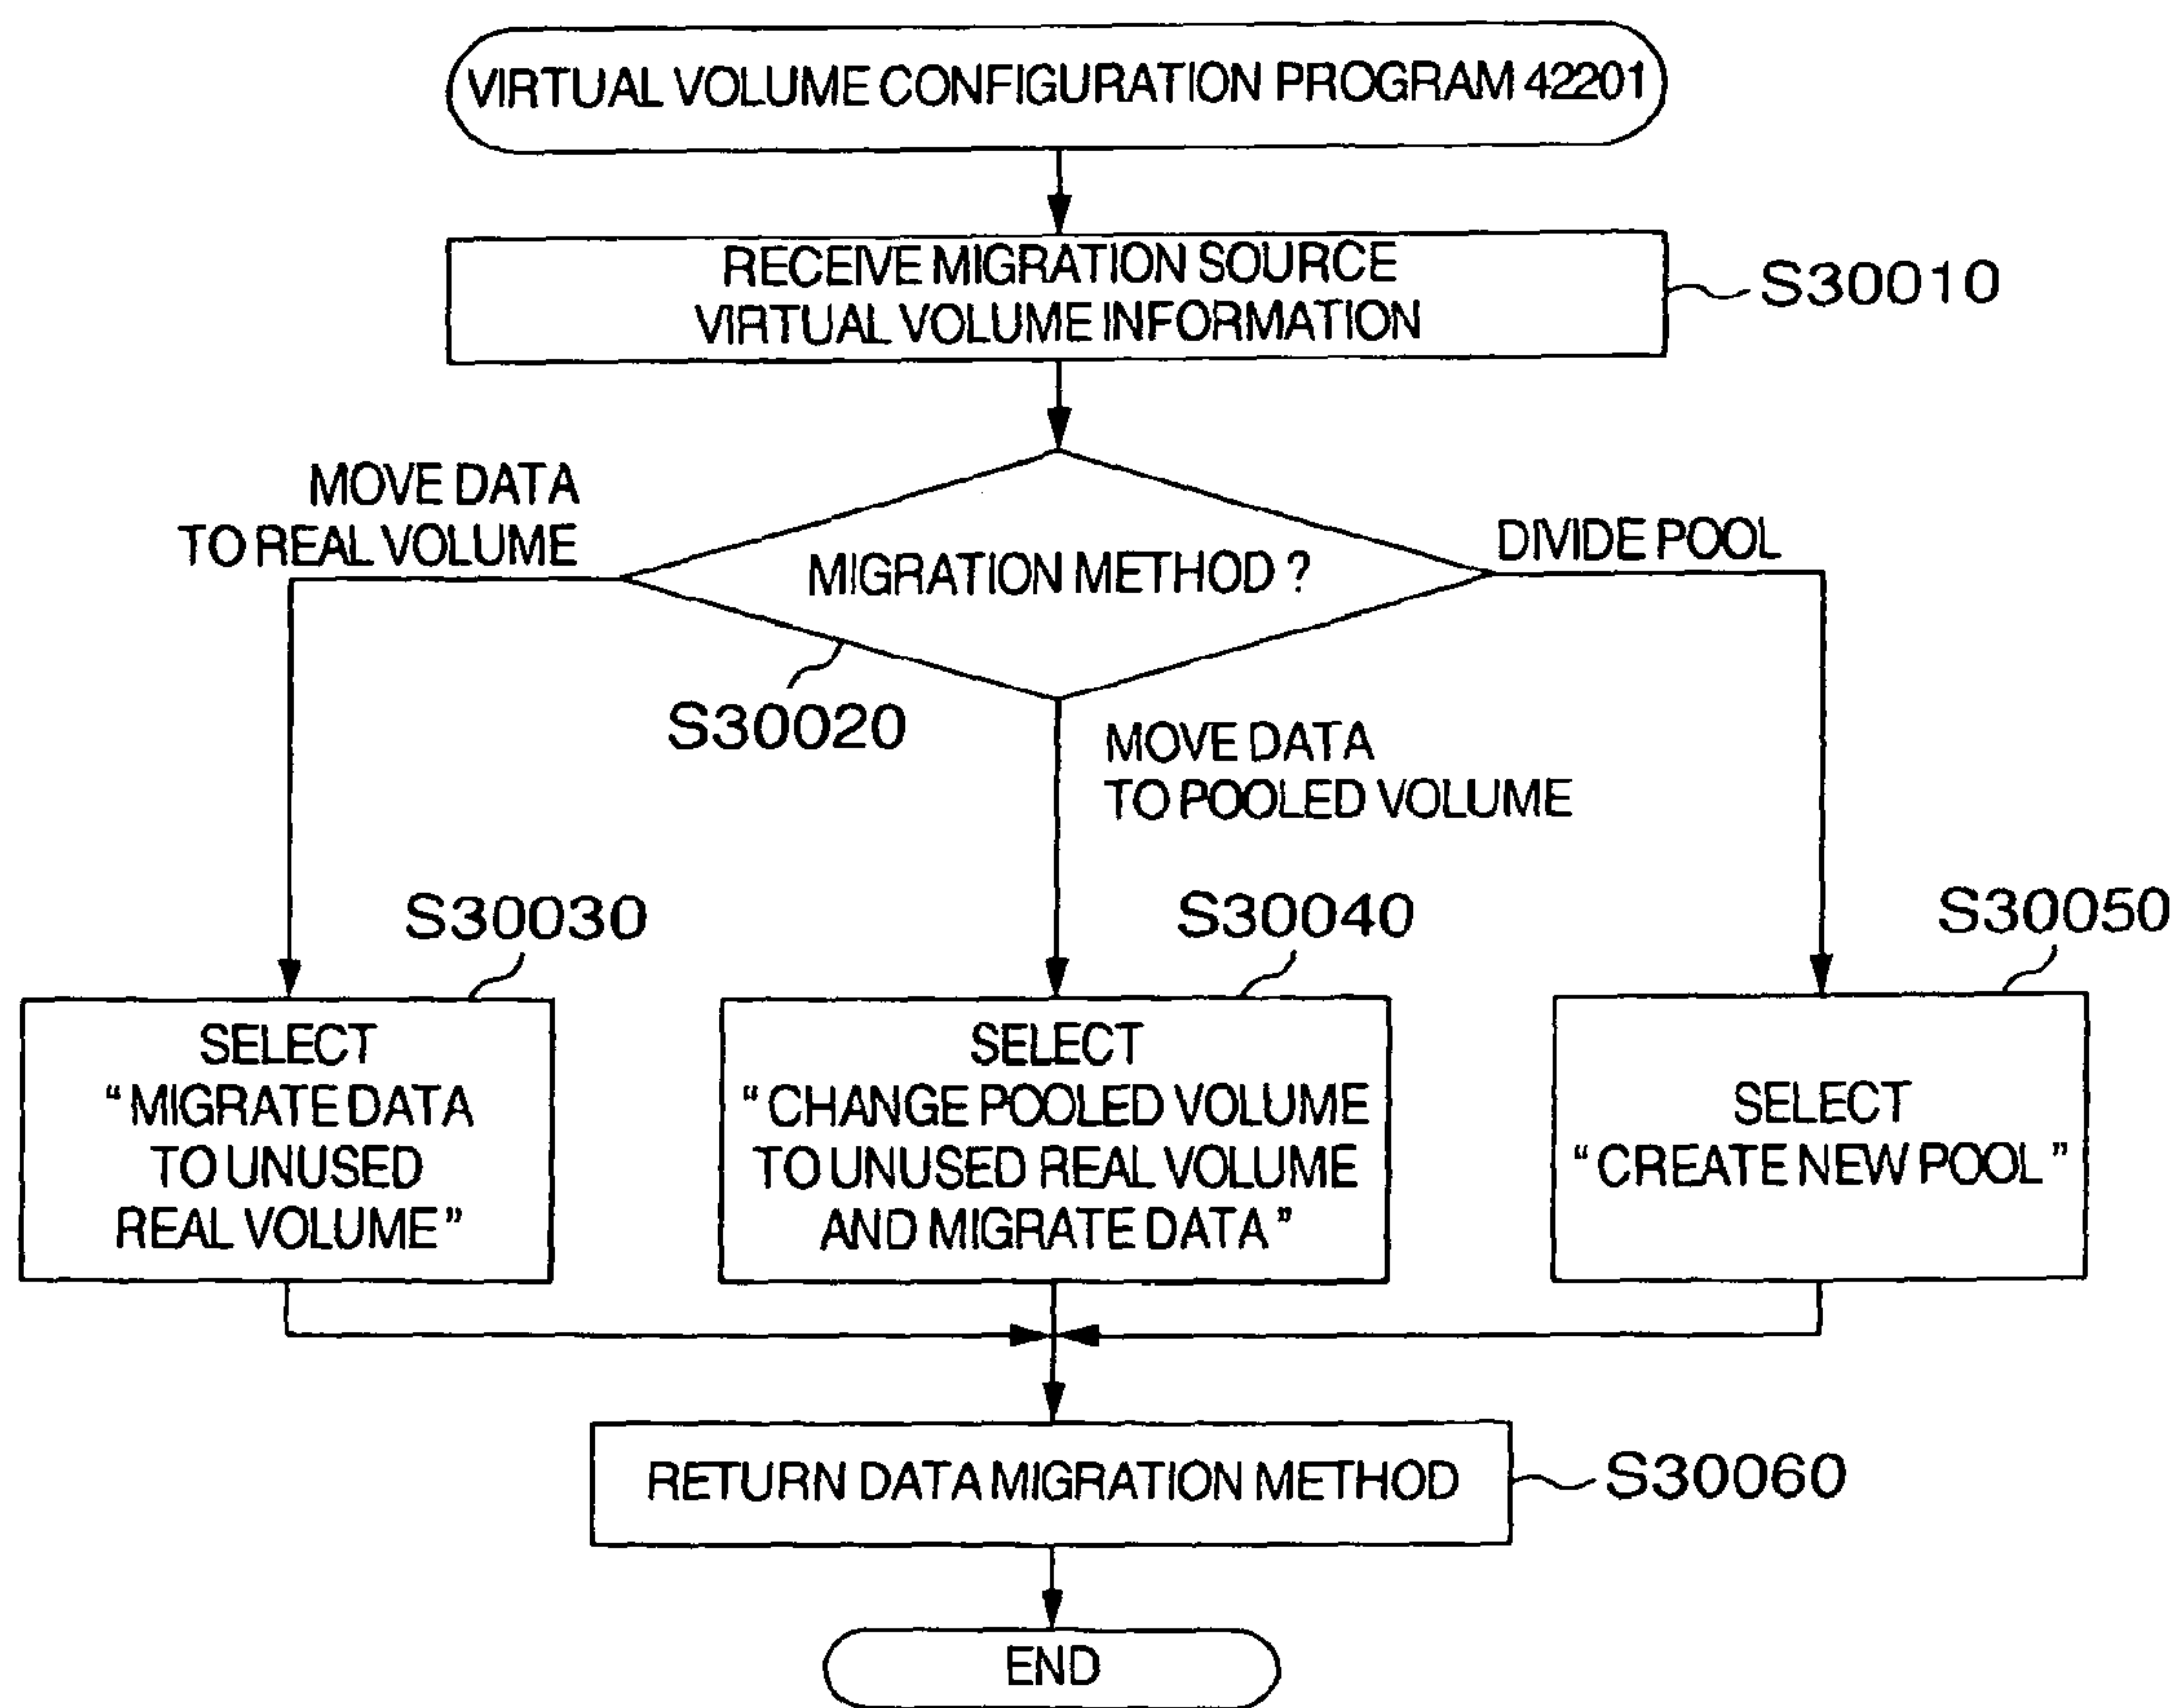 VIRTUAL VOLUME CONFIGURATION PROGRAM 42201
RECEIVE MIGRATION SOURCE
VIRTUAL VOLUME INFORMATION
S30010
MOVE DATA
TO REAL VOLUME
MIGRATION METHOD ?
DIVIDE POOL
S30020
MOVE DATA
TO POOLED VOLUME
S30030
SELECT
“MIGRATE DATA
TO UNUSED
REAL VOLUME”
S30040
SELECT
“CHANGE POOLED VOLUME
TO UNUSED REAL VOLUME
AND MIGRATE DATA”
S30050
SELECT
“CREATE NEW POOL”
RETURN DATA MIGRATION METHOD
S30060
END